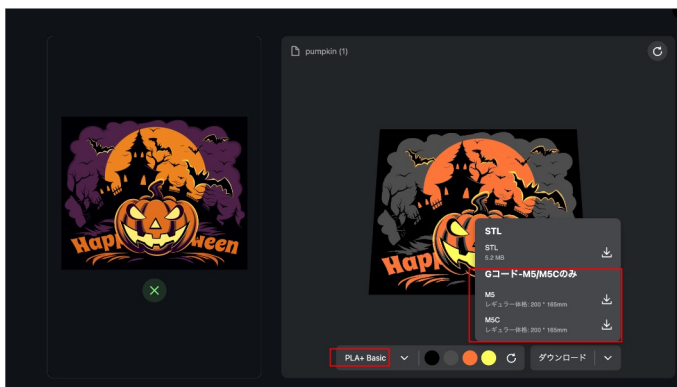 pumpkin (1)
Happ ween
STL
STL
5.2 MB
Happ
Gコード-M5/M5Cのみ
M5
レギュラー体格: 200 * 165mm
M5C
レギュラー体格: 200 * 165mm
PLA+ Basic
ダウンロード